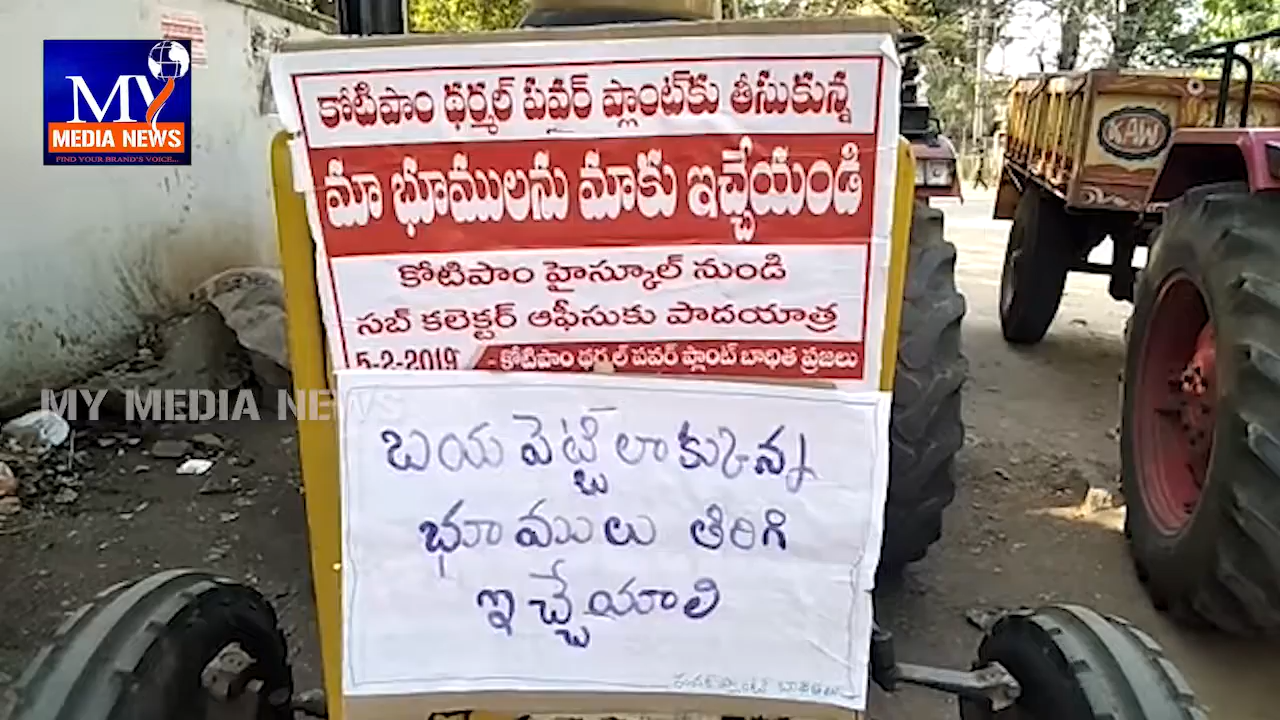 MY
MEDIA NEWS
FIND YOUR BRAND'S VOICE
కోటిపాం థర్మల్ పవర్ ప్లాంట్‌కు తీసుకున్న
మా భూములను మాకు ఇచ్చేయండి
కోటిపాం హైస్కూల్ నుండి
సబ్ కలెక్టర్ ఆఫీసుకు పాదయాత్ర
5-2-2019 - కోటిపాం థర్మల్ పవర్ ప్లాంట్ బాధిత ప్రజలు
MY MEDIA NEWS
బయపెట్టి లాక్కున్న
భూములు తిరిగి
ఇచ్చేయాలి
KAW